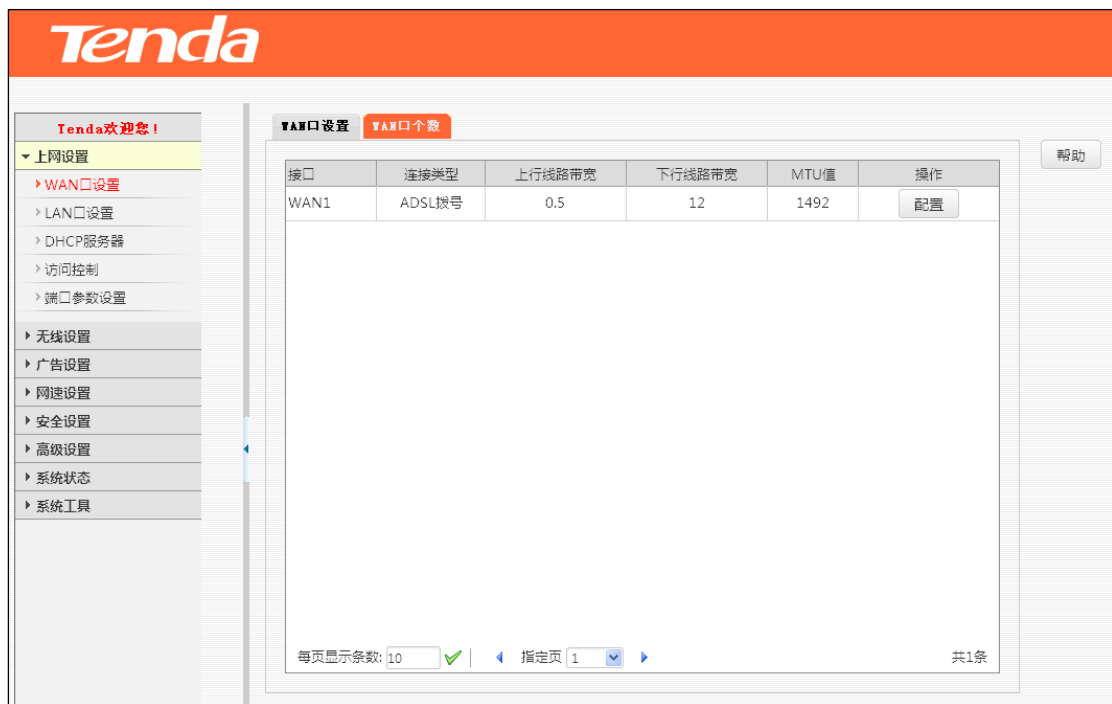 Tenda
Tenda欢迎您!
上网设置
WAN口设置
LAN口设置
DHCP服务器
访问控制
端口参数设置
无线设置
广告设置
网速设置
安全设置
高级设置
系统状态
系统工具
WAN口设置 WAN口个数
帮助
接口 连接类型 上行线路带宽 下行线路带宽 MTU值 操作
WAN1 ADSL拨号 0.5 12 1492 配置
每页显示条数: 10 指定页 1 共1条